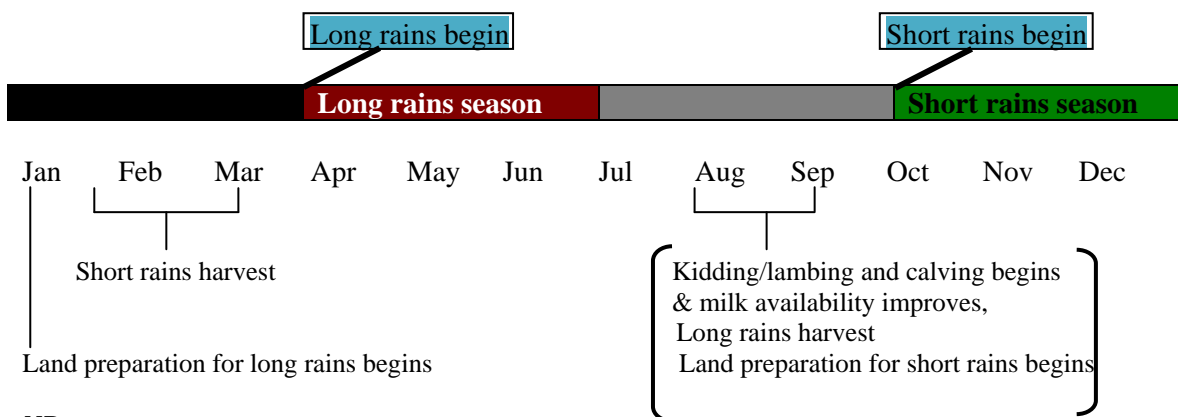 Long rains begin
Short rains begin
Long rains season
Short rains season
Jan Feb Mar Apr May Jun Jul Aug Sep Oct Nov Dec
Short rains harvest
Kidding/lambing and calving begins
& milk availability improves,
Long rains harvest
Land preparation for short rains begins
Land preparation for long rains begins